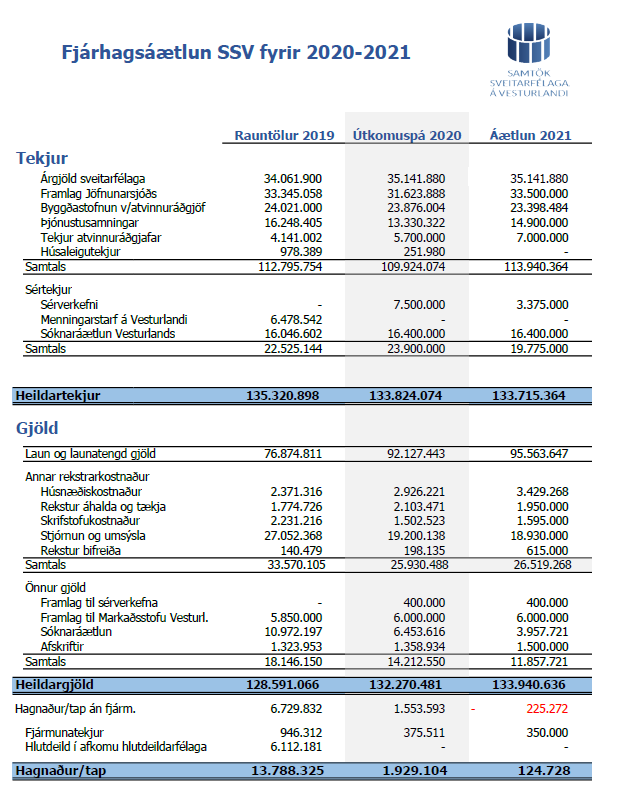 Fjárhagsáætlun SSV fyrir 2020-2021
SAMTÖK
SVEITARFÉLAGA
Á VESTURLANDI
Rauntölur 2019 Útkomuspá 2020 Áætlun 2021
Tekjur
Árgjöld sveitarfélaga 34.061.900 35.141.880 35.141.880
Framlag Jöfnunarsjóðs 33.345.058 31.623.888 33.500.000
Byggðastofnun v/atvinnuráðgjöf 24.021.000 23.876.004 23.398.484
Þjónustusamningar 16.248.405 13.330.322 14.900.000
Tekjur atvinnuráðgjafar 4.141.002 5.700.000 7.000.000
Húsaleigutekjur 978.389 251.980 -
Samtals 112.795.754 109.924.074 113.940.364
Sértekjur
Sérverkefni - 7.500.000 3.375.000
Menningarstarf á Vesturlandi 6.478.542 - -
Sóknaráætlun Vesturlands 16.046.602 16.400.000 16.400.000
Samtals 22.525.144 23.900.000 19.775.000
Heildartekjur 135.320.898 133.824.074 133.715.364
Gjöld
Laun og launatengd gjöld 76.874.811 92.127.443 95.563.647
Annar rekstrarkostnaður
Húsnæðiskostnaður 2.371.316 2.926.221 3.429.268
Rekstur áhalda og tækja 1.774.726 2.103.471 1.950.000
Skrifstofukostnaður 2.231.216 1.502.523 1.595.000
Stjórnun og umsýsla 27.052.368 19.200.138 18.930.000
Rekstur bifreiða 140.479 198.135 615.000
Samtals 33.570.105 25.930.488 26.519.268
Önnur gjöld
Framlag til sérverkefna - 400.000 400.000
Framlag til Markaðsstofu Vesturl. 5.850.000 6.000.000 6.000.000
Sóknaráætlun 10.972.197 6.453.616 3.957.721
Afskriftir 1.323.953 1.358.934 1.500.000
Samtals 18.146.150 14.212.550 11.857.721
Heildargjöld 128.591.066 132.270.481 133.940.636
Hagnaður/tap án fjárm. 6.729.832 1.553.593 - 225.272
Fjármunatekjur 946.312 375.511 350.000
Hlutdeild í afkomu hlutdeildarfélaga 6.112.181 - -
Hagnaður/tap 13.788.325 1.929.104 124.728